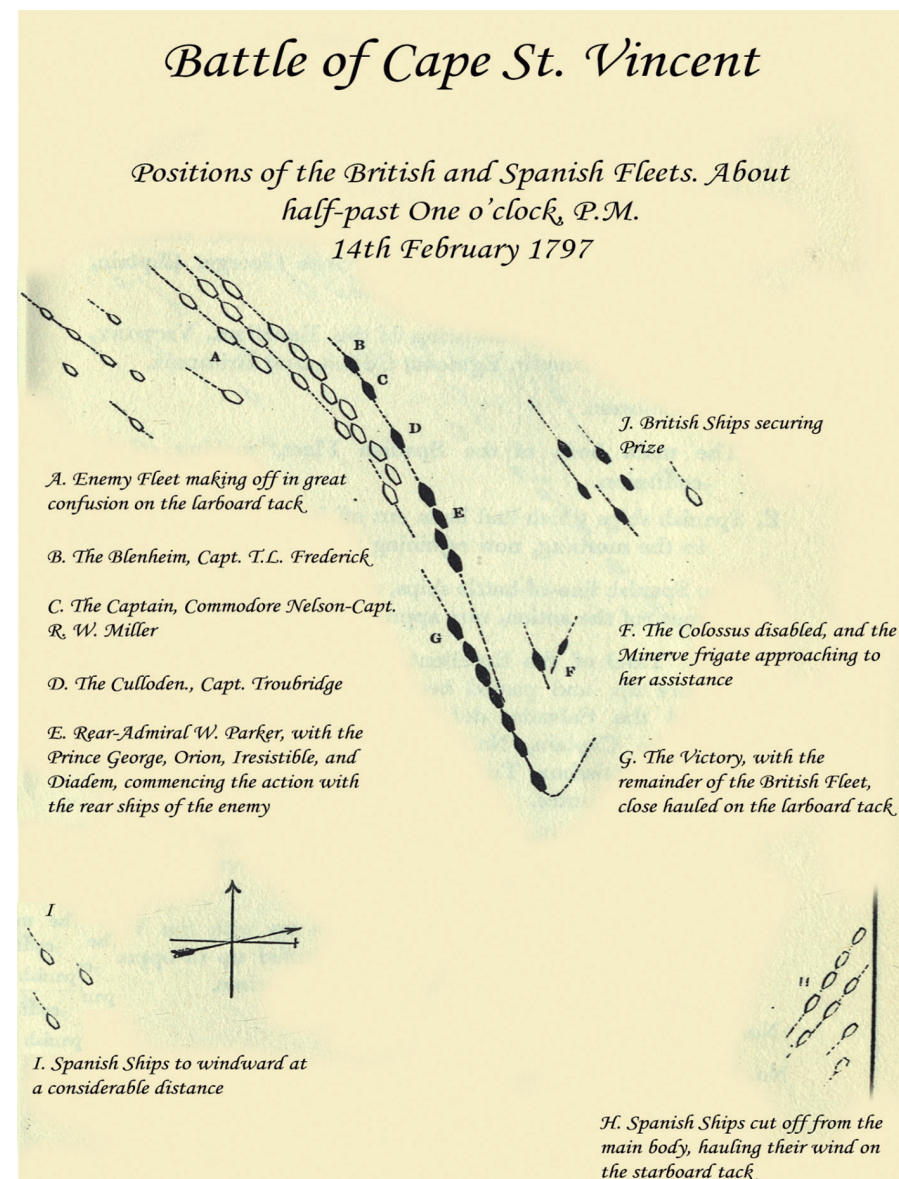 Battle of Cape St. Vincent
Positions of the British and Spanish Fleets. About
half-past One o'clock, P.M.
14th February 1797
B
A
C
D
J. British Ships securing
Prize
A. Enemy Fleet making off in great
confusion on the larboard tack
E
B. The Blenheim, Capt. T.L. Frederick
C. The Captain, Commodore Nelson-Capt.
R. W. Miller
G
F
F. The Colossus disabled, and the
Minerve frigate approaching to
her assistance
D. The Culloden., Capt. Troubridge
E. Rear-Admiral W. Parker, with the
Prince George, Orion, Iresistible, and
Diadem, commencing the action with
the rear ships of the enemy
G. The Victory, with the
remainder of the British Fleet,
close hauled on the larboard tack
I
H
I. Spanish Ships to windward at
a considerable distance
H. Spanish Ships cut off from the
main body, hauling their wind on
the starboard tack